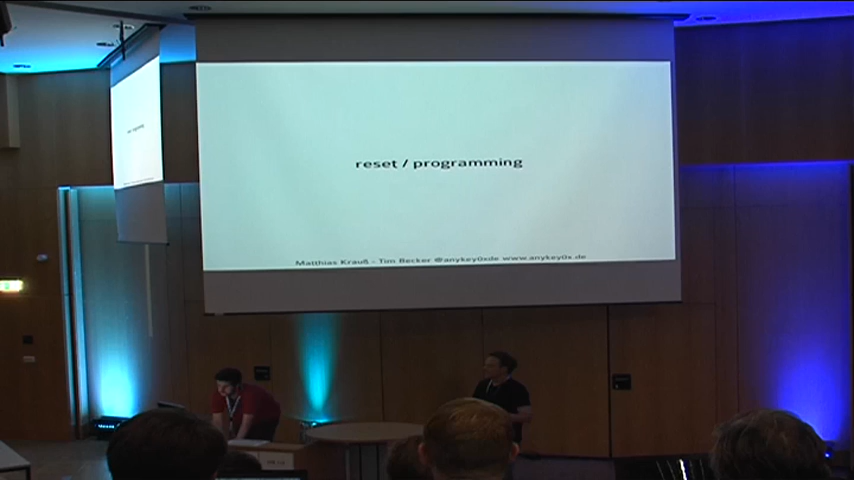 reset / programming
Matthias Krauß - Tim Becker @anykey0xde www.anykey0x.de